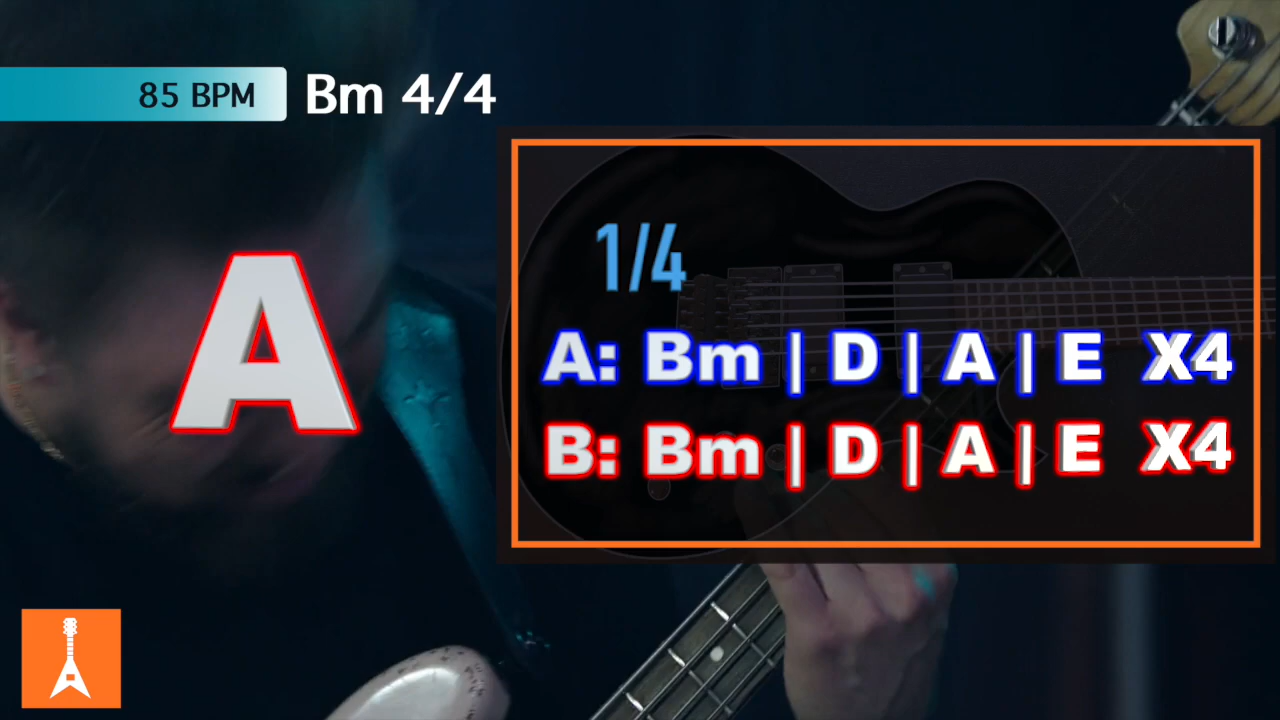 85 BPM Bm 4/4
A
1/4
A: Bm | D | A | E X4
B: Bm | D | A | E X4